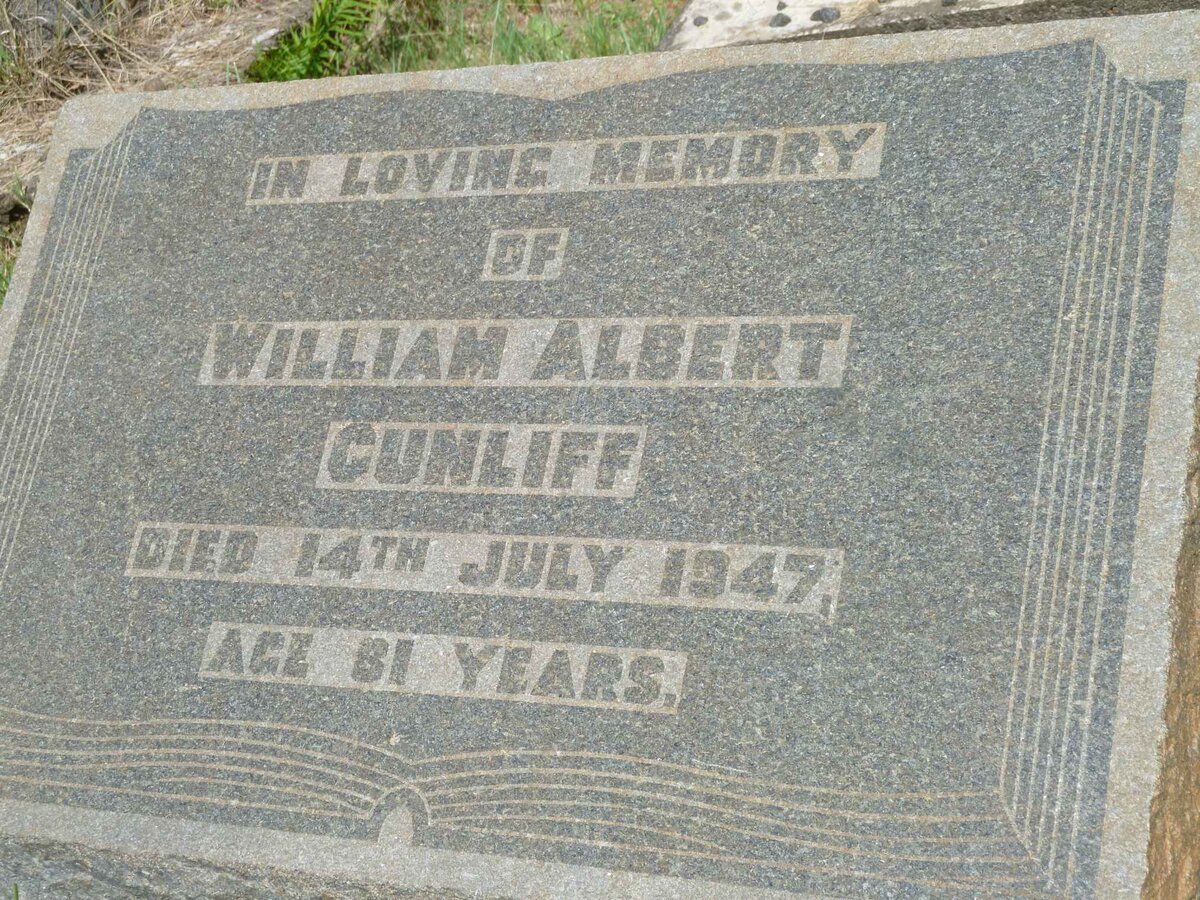 IN LOVING MEMORY
OF
WILLIAM ALBERT
CUNLIFF
DIED 14TH JULY 1947,
AGE 81 YEARS.